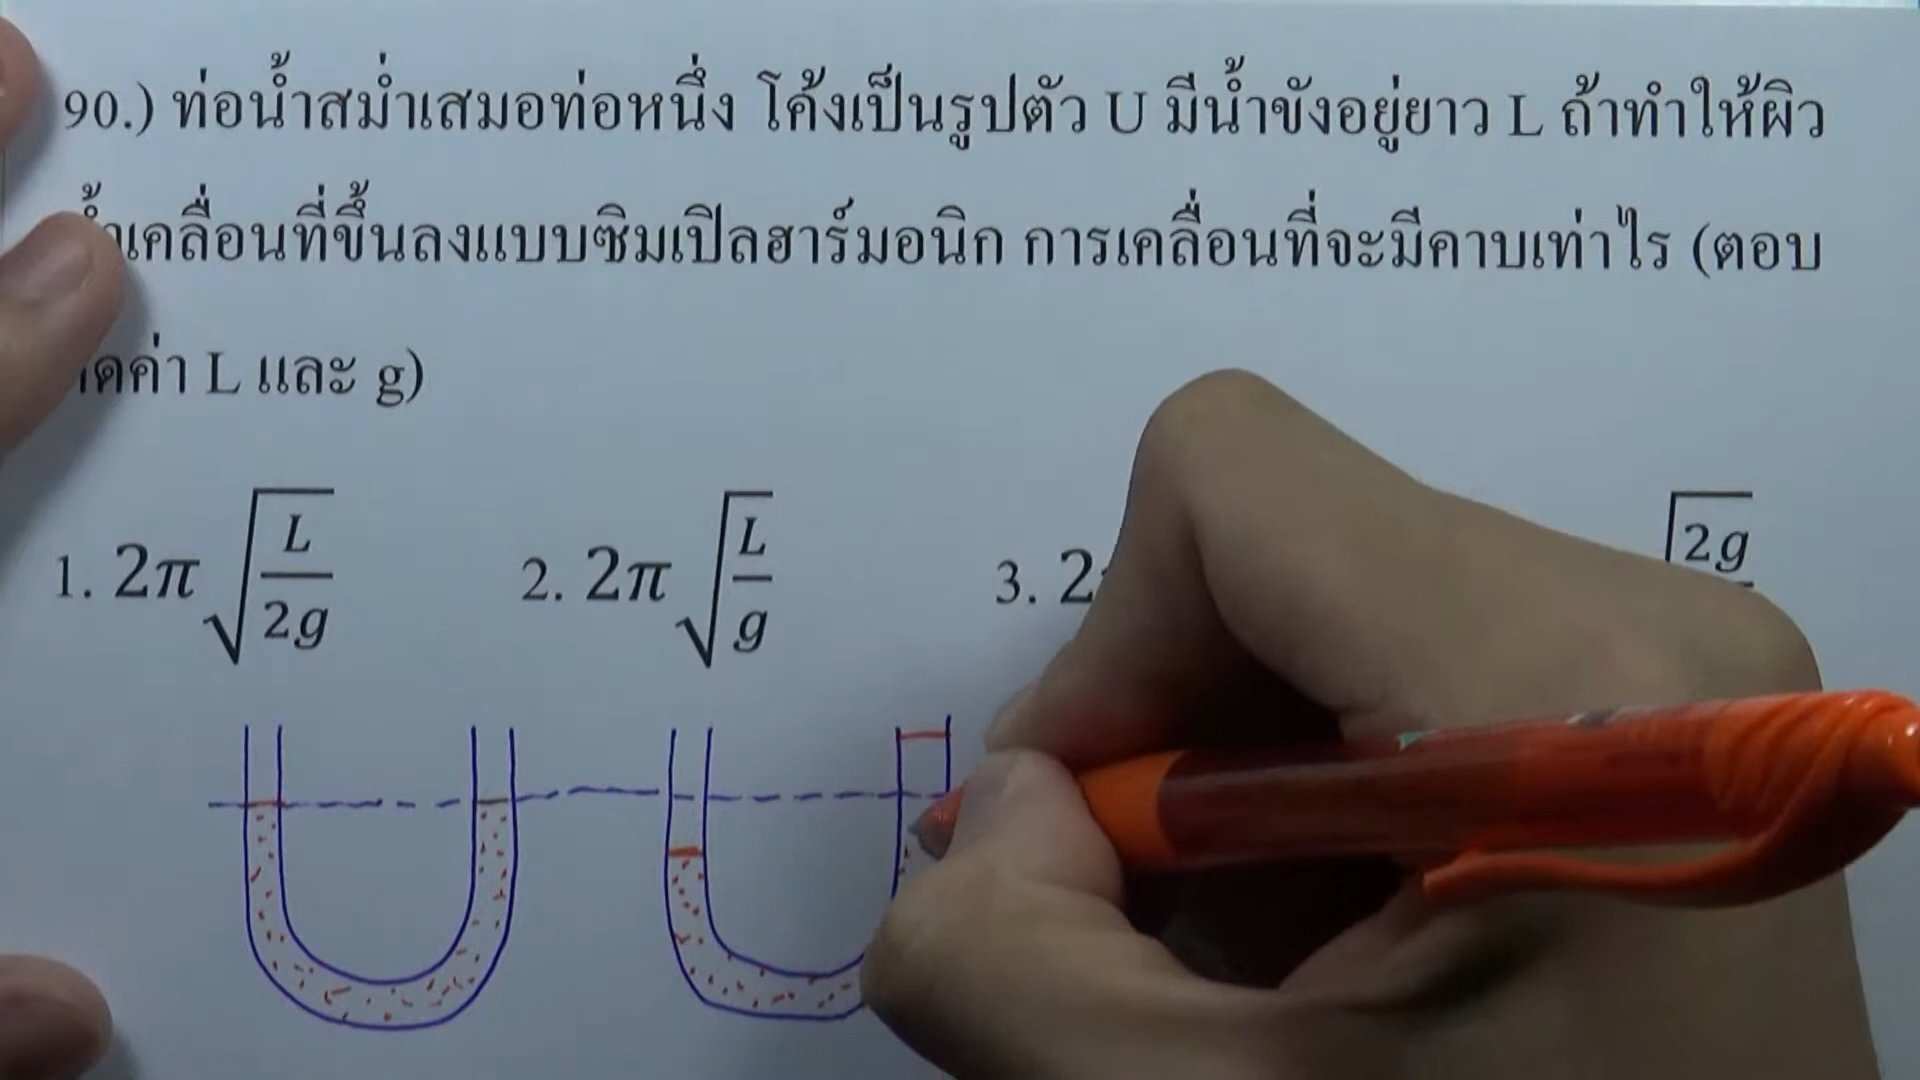 90.) ท่อน้ำสม่ำเสมอท่อหนึ่ง โค้งเป็นรูปตัว U มีน้ำขังอยู่ยาว L ถ้าทำให้ผิว
เคลื่อนที่ขึ้นลงแบบซิมเปิลฮาร์มอนิก การเคลื่อนที่จะมีคาบเท่าไร (ตอบ
ค่า L และ g)
1. 2π√(L/2g) 2. 2π√(L/g) 3. 2 √2g